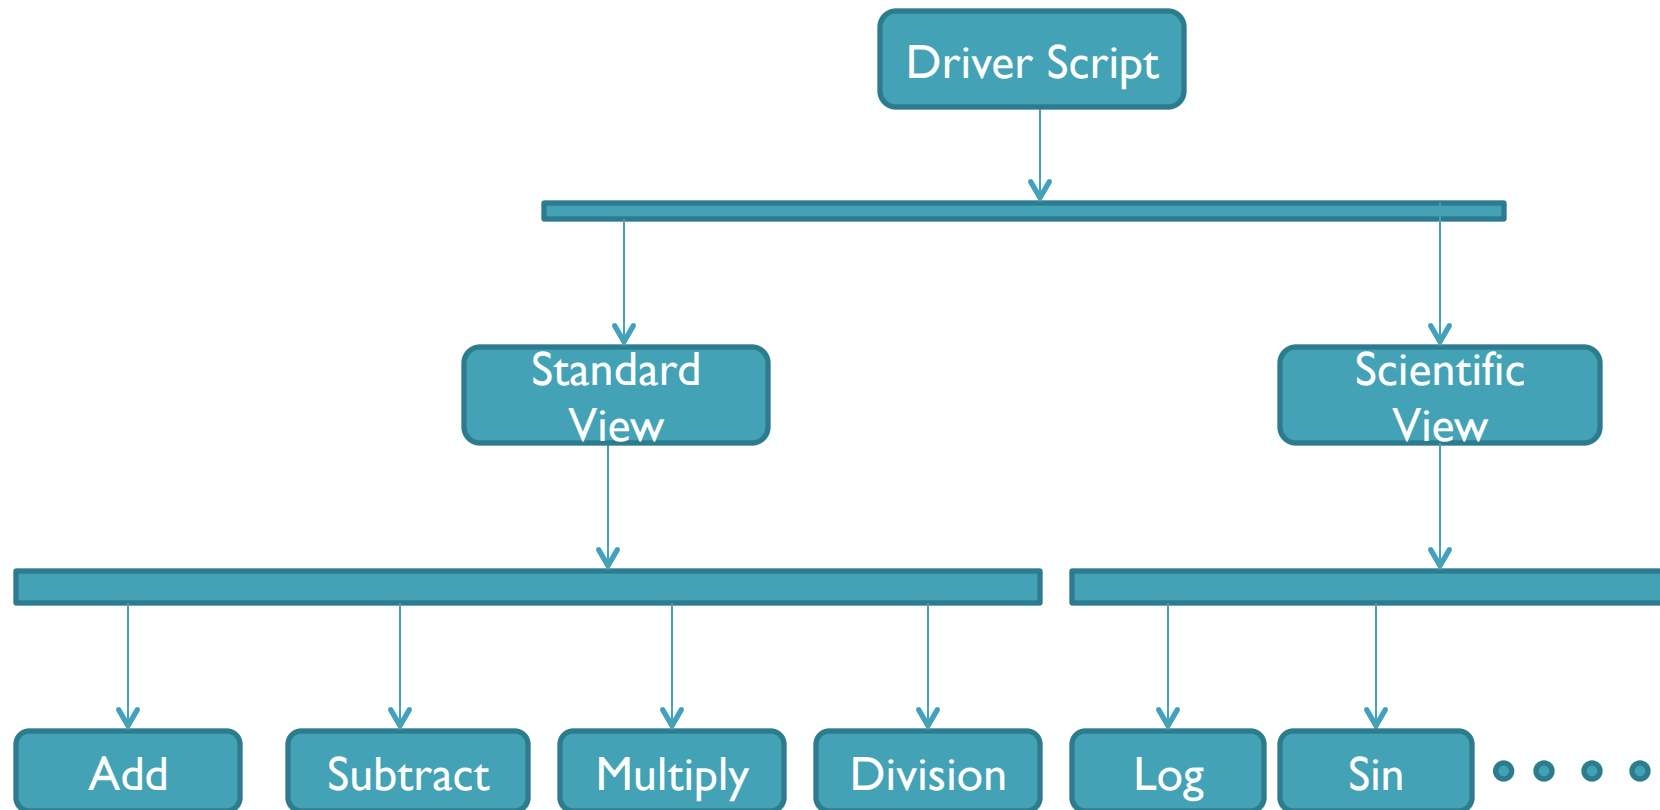 Driver Script
Standard
View
Scientific
View
Add
Subtract
Multiply
Division
Log
Sin